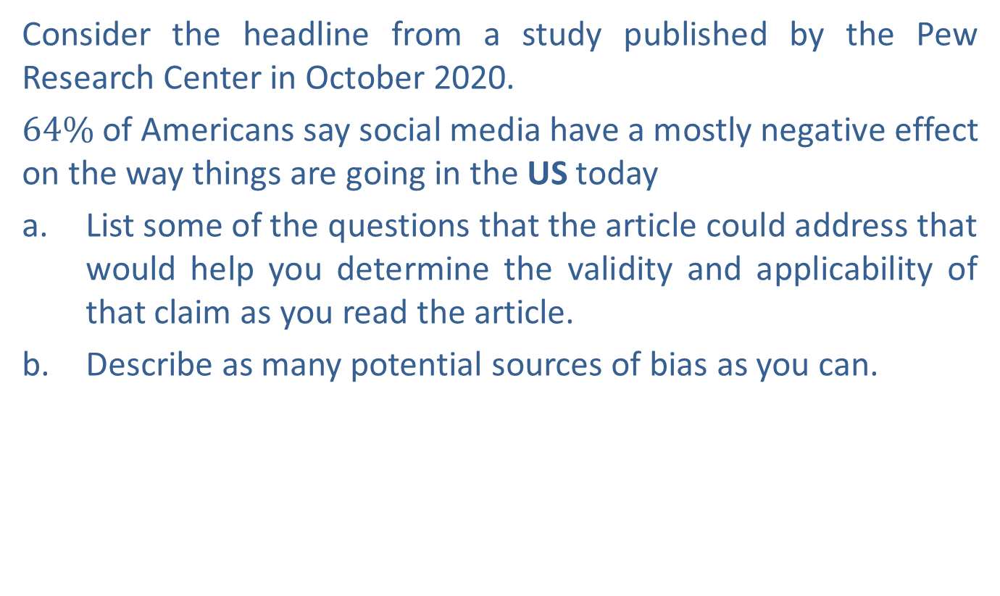 Consider the headline from a study published by the Pew
Research Center in October 2020.
64% of Americans say social media have a mostly negative effect
on the way things are going in the US today
a. List some of the questions that the article could address that
would help you determine the validity and applicability of
that claim as you read the article.
b. Describe as many potential sources of bias as you can.